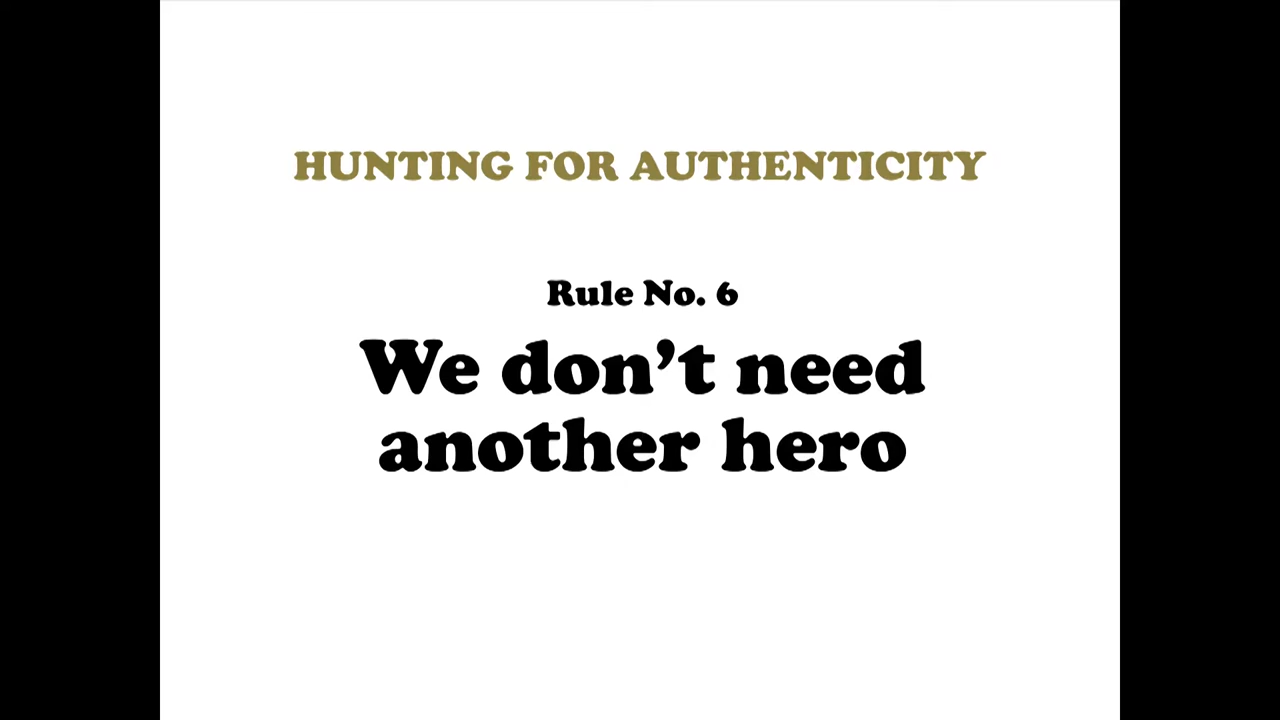 HUNTING FOR AUTHENTICITY
Rule No. 6
We don’t need
another hero